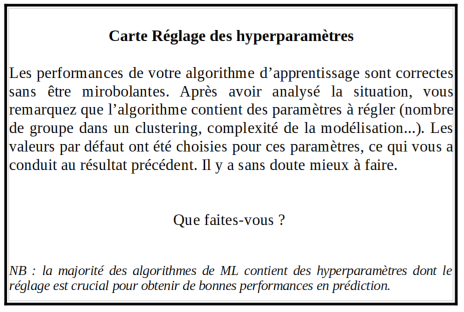 Carte Réglage des hyperparamètres
Les performances de votre algorithme d'apprentissage sont correctes
sans être mirobolantes. Après avoir analysé la situation, vous
remarquez que l'algorithme contient des paramètres à régler (nombre
de groupe dans un clustering, complexité de la modélisation...). Les
valeurs par défaut ont été choisies pour ces paramètres, ce qui vous a
conduit au résultat précédent. Il y a sans doute mieux à faire.
Que faites-vous ?
NB : la majorité des algorithmes de ML contient des hyperparamètres dont le
réglage est crucial pour obtenir de bonnes performances en prédiction.